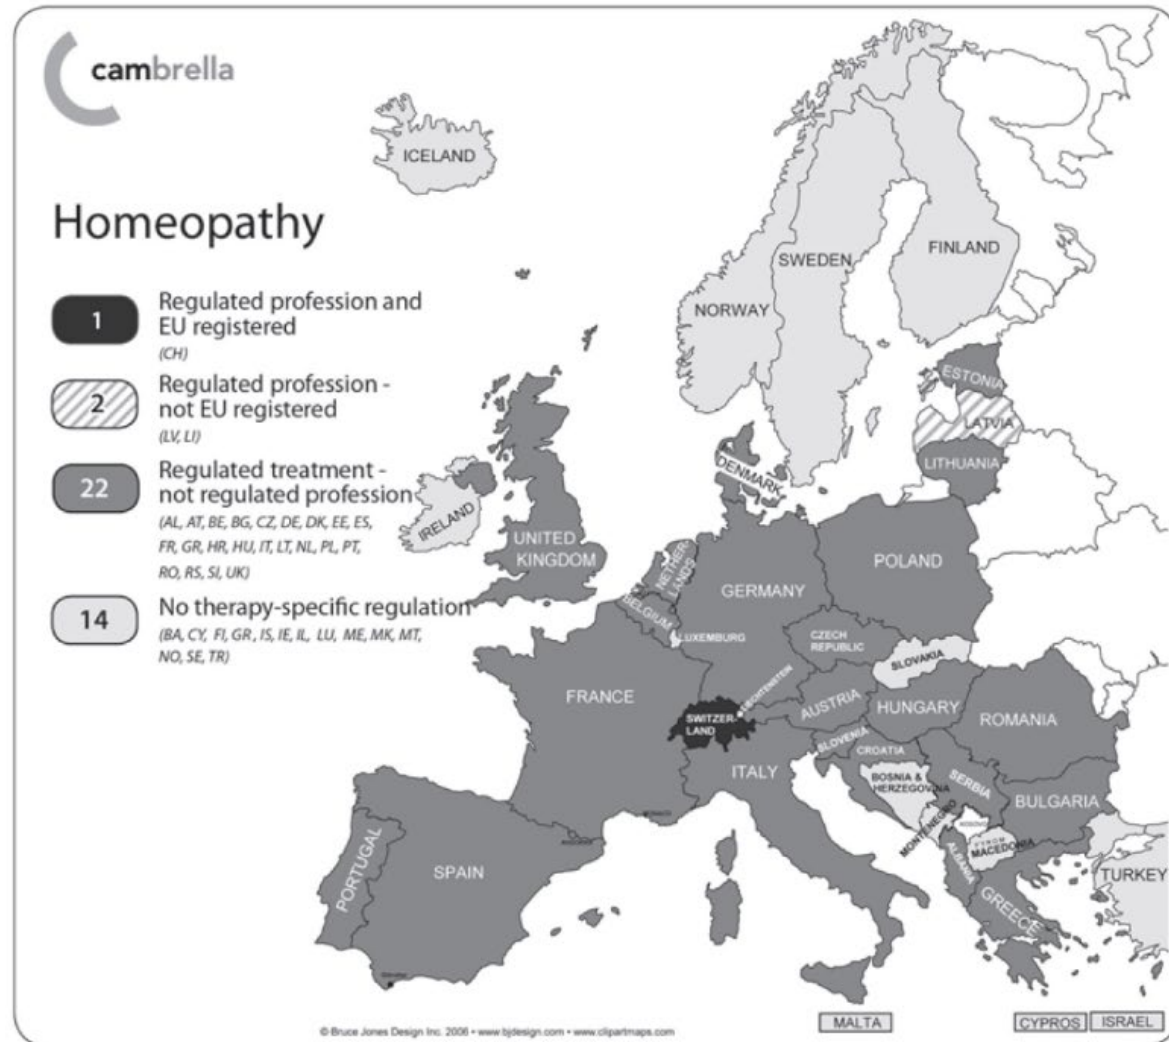 cambrella
Homeopathy
1
Regulated profession and
EU registered
(CH)
2
Regulated profession -
not EU registered
(LV, LI)
22
Regulated treatment -
not regulated profession
(AL, AT, BE, BG, CZ, DE, DK, EE, ES,
FR, GR, HR, HU, IT, LT, NL, PL, PT,
RO, RS, SI, UK)
14
No therapy-specific regulation
(BA, CY, FI, GR, IS, IE, IL, LU, ME, MK, MT,
NO, SE, TR)
ICELAND
NORWAY
SWEDEN
FINLAND
ESTONIA
LATVIA
LITHUANIA
DENMARK
IRELAND
UNITED
KINGDOM
NETHER-
LANDS
BELGIUM
LUXEMBURG
GERMANY
POLAND
CZECH
REPUBLIC
SLOVAKIA
LIECHTENSTEIN
FRANCE
SWITZER-
LAND
AUSTRIA
HUNGARY
ROMANIA
SLOVENIA
CROATIA
ITALY
BOSNIA &
HERZEGOVINA
SERBIA
BULGARIA
MONTENEGRO
KOSOVO
FYROM
MACEDONIA
ALBANIA
GREECE
TURKEY
MONACO
ANDORRA
PORTUGAL
SPAIN
MALTA
CYPROS
ISRAEL
© Bruce Jones Design Inc. 2006 • www.bjdesign.com • www.clipartmaps.com